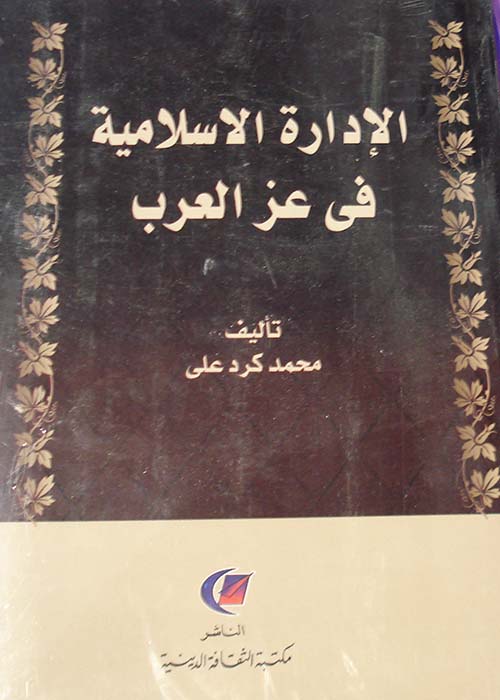 الإدارة الاسلامية
فى عز العرب
تأليف
محمد كرد على
الناشر
مكتبة الثقافة الدينية